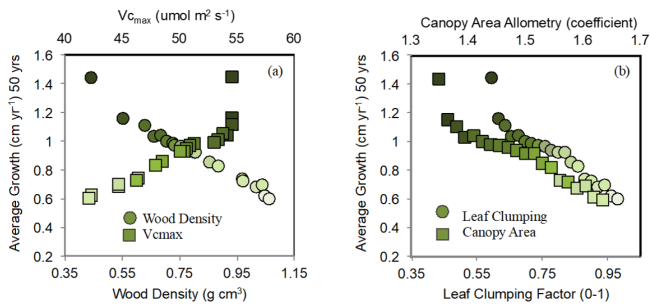 Vcmax (umol m² s⁻¹)
40 45 50 55 60
Average Growth (cm yr⁻¹) 50 yrs
1.6
1.4
1.2
1
0.8
0.6
0.4
0.2
(a)
Wood Density
Vcmax
0.35 0.55 0.75 0.95 1.15
Wood Density (g cm³)
Canopy Area Allometry (coefficient)
1.3 1.4 1.5 1.6 1.7
Average Growth (cm yr⁻¹) 50 yrs
1.6
1.4
1.2
1
0.8
0.6
0.4
0.2
(b)
Leaf Clumping
Canopy Area
0.35 0.55 0.75 0.95
Leaf Clumping Factor (0-1)